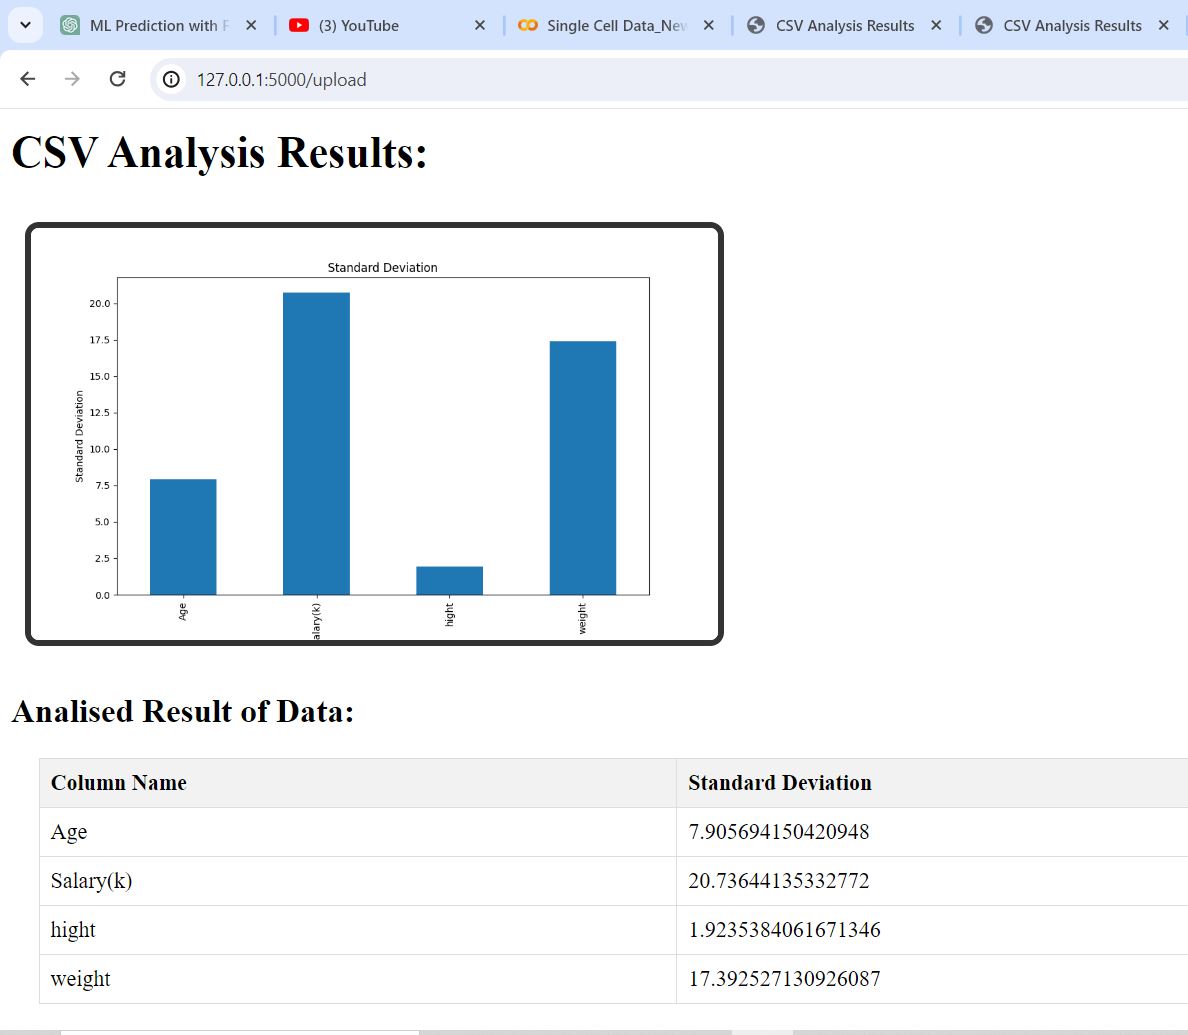 ML Prediction with F
(3) YouTube
Single Cell Data_New
CSV Analysis Results
CSV Analysis Results
127.0.0.1:5000/upload
CSV Analysis Results:
Standard Deviation
Standard Deviation
20.0
17.5
15.0
12.5
10.0
7.5
5.0
2.5
0.0
Age
alary(k)
hight
weight
Analised Result of Data:
Column Name Standard Deviation
Age 7.905694150420948
Salary(k) 20.73644135332772
hight 1.9235384061671346
weight 17.392527130926087